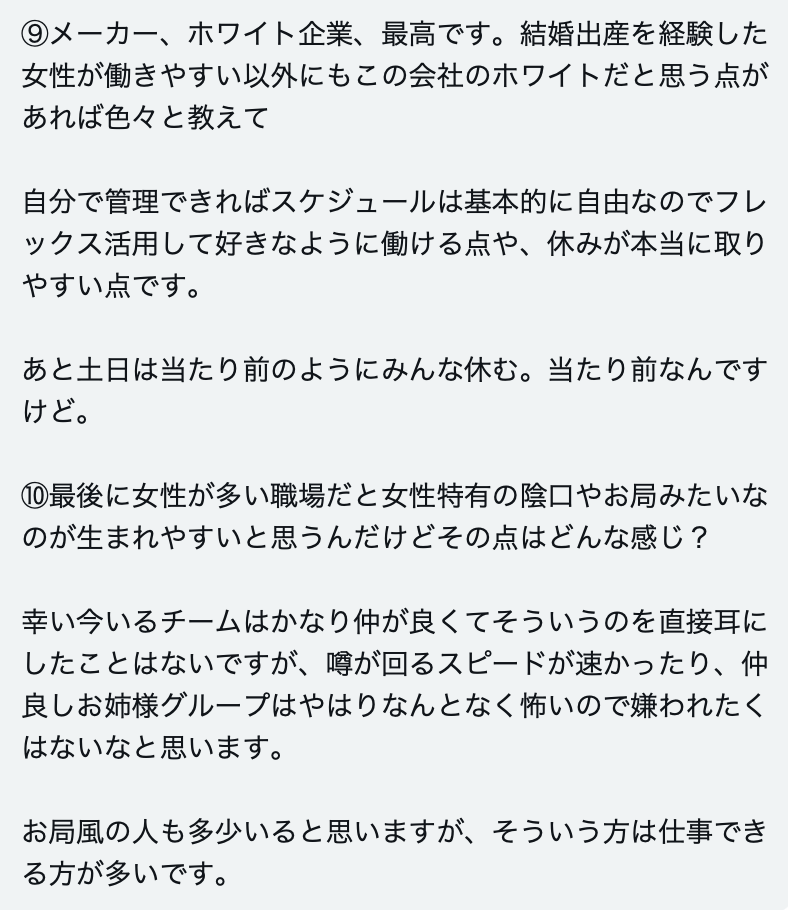 ⑨メーカー、ホワイト企業、最高です。結婚出産を経験した
女性が働きやすい以外にもこの会社のホワイトだと思う点が
あれば色々と教えて
自分で管理できればスケジュールは基本的に自由なのでフレ
ックス活用して好きなように働ける点や、休みが本当に取り
やすい点です。
あと土日は当たり前のようにみんな休む。当たり前なんです
けど。
⑩最後に女性が多い職場だと女性特有の陰口やお局みたいな
のが生まれやすいと思うんだけどその点はどんな感じ？
幸い今いるチームはかなり仲が良くてそういうのを直接耳に
したことはないですが、噂が回るスピードが速かったり、仲
良しお姉様グループはやはりなんとなく怖いので嫌われたく
はないなと思います。
お局風の人も多少いると思いますが、そういう方は仕事でき
る方が多いです。